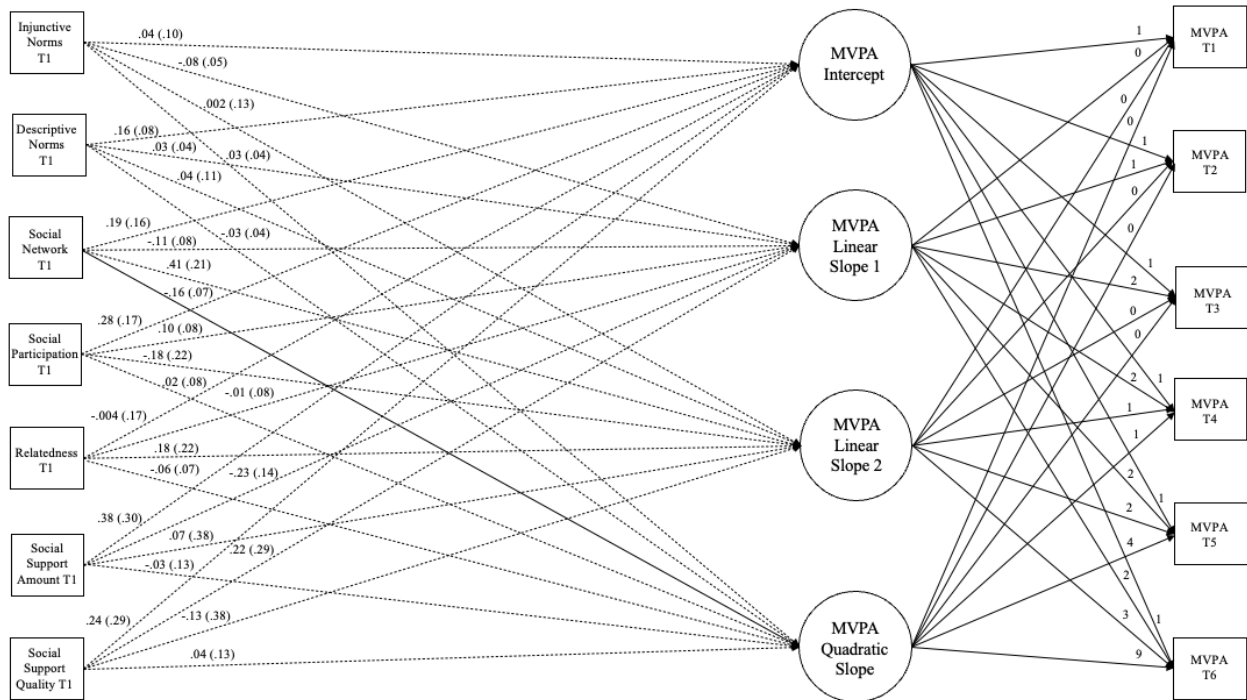 Injunctive
Norms
T1
Descriptive
Norms
T1
Social
Network
T1
Social
Participation
T1
Relatedness
T1
Social
Support
Amount T1
Social
Support
Quality T1
.04 (.10)
-.08 (.05)
.002 (.13)
.03 (.04)
.16 (.08)
.03 (.04)
.04 (.11)
-.03 (.04)
.19 (.16)
-.11 (.08)
.41 (.21)
-.16 (.07)
.28 (.17)
.10 (.08)
-.18 (.22)
.02 (.08)
-.004 (.17)
-.01 (.08)
.18 (.22)
-.06 (.07)
.38 (.30)
-.23 (.14)
.07 (.38)
-.03 (.13)
.24 (.29)
.22 (.29)
-.13 (.38)
.04 (.13)
MVPA
Intercept
MVPA
Linear
Slope 1
MVPA
Linear
Slope 2
MVPA
Quadratic
Slope
1
0
0
0
1
1
0
0
1
2
0
0
2
1
1
1
2
1
2
4
2
1
3
9
MVPA
T1
MVPA
T2
MVPA
T3
MVPA
T4
MVPA
T5
MVPA
T6